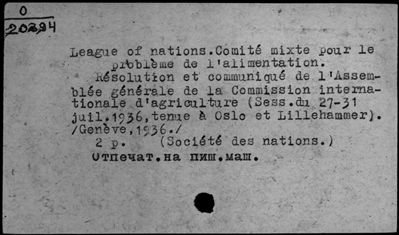 0
20394
League of nations.Comité mixte pour le
problème de l'alimentation.
Résolution et communiqué de l'Assem-
blée générale de la Commission interna-
tionale d'agriculture (Sess.du 27-31
juil.1936,tenue à Oslo et Lillehammer).
/Genève,1936./
2 p. (Société des nations.)
Отпечат.на пиш.маш.